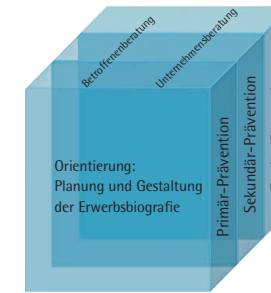 Betroffenenberatung
Unternehmensberatung
Orientierung:
Planung und Gestaltung
der Erwerbsbiografie
Primär-Prävention
Sekundär-Prävention